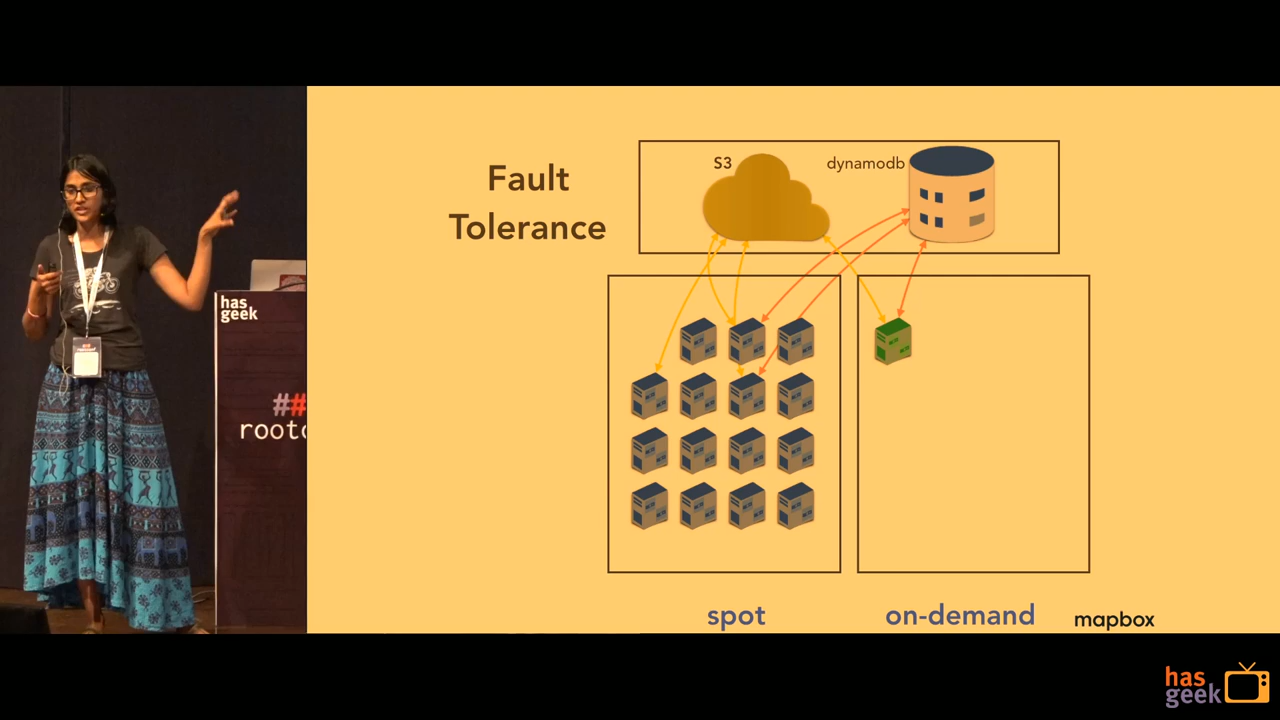 Fault
Tolerance
S3
dynamodb
spot
on-demand
mapbox
has
geek
##
rootc
has
geek